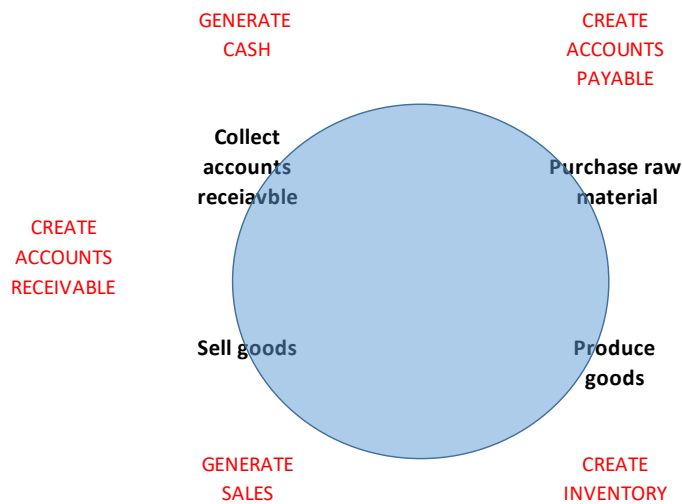 GENERATE
CASH
CREATE
ACCOUNTS
PAYABLE
Collect
accounts
receiavble
Purchase raw
material
CREATE
ACCOUNTS
RECEIVABLE
Sell goods
Produce
goods
GENERATE
SALES
CREATE
INVENTORY